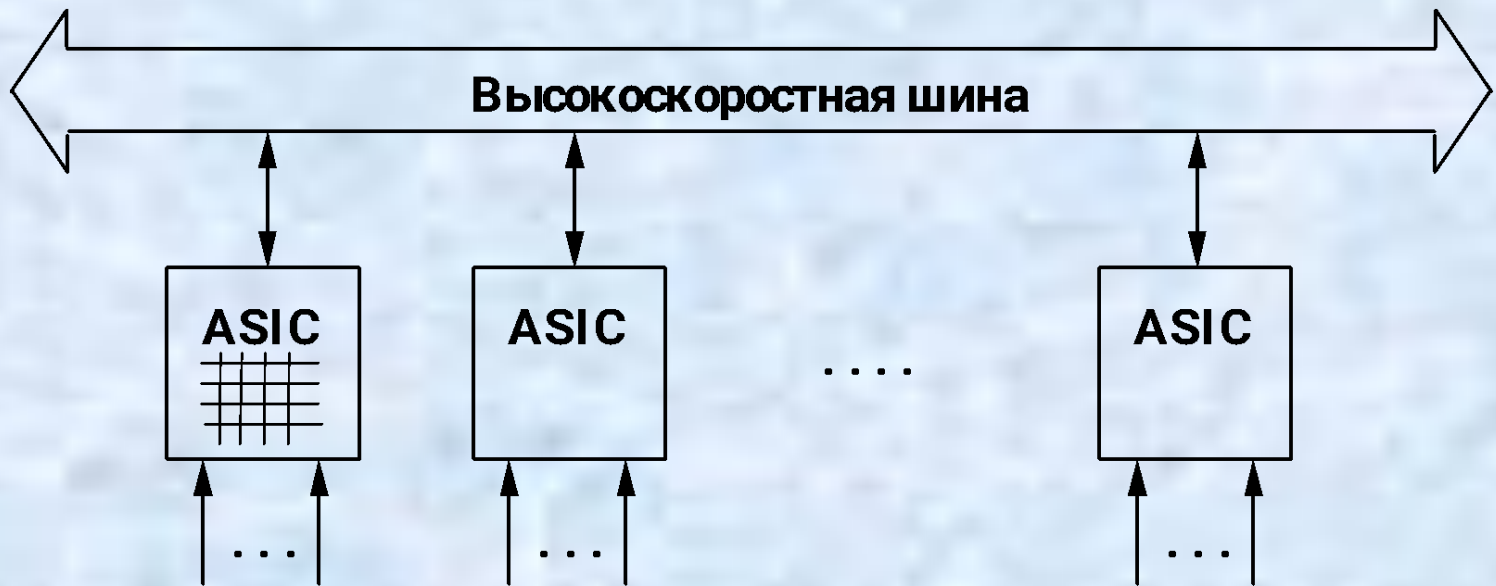 Высокоскоростная шина
ASIC ASIC ASIC
. . . .
. . . . . . . . .